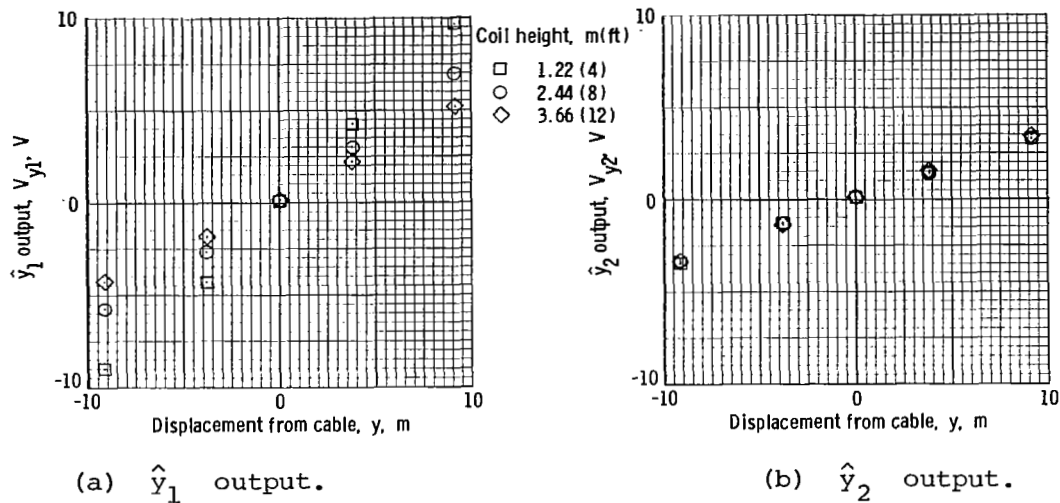 10
0
-10
ŷ₁ output, V_y1, V
-10
0
10
Displacement from cable, y, m
Coil height, m(ft)
□ 1.22 (4)
○ 2.44 (8)
◇ 3.66 (12)
(a) ŷ₁ output.
10
0
-10
ŷ₂ output, V_y2, V
-10
0
10
Displacement from cable, y, m
(b) ŷ₂ output.